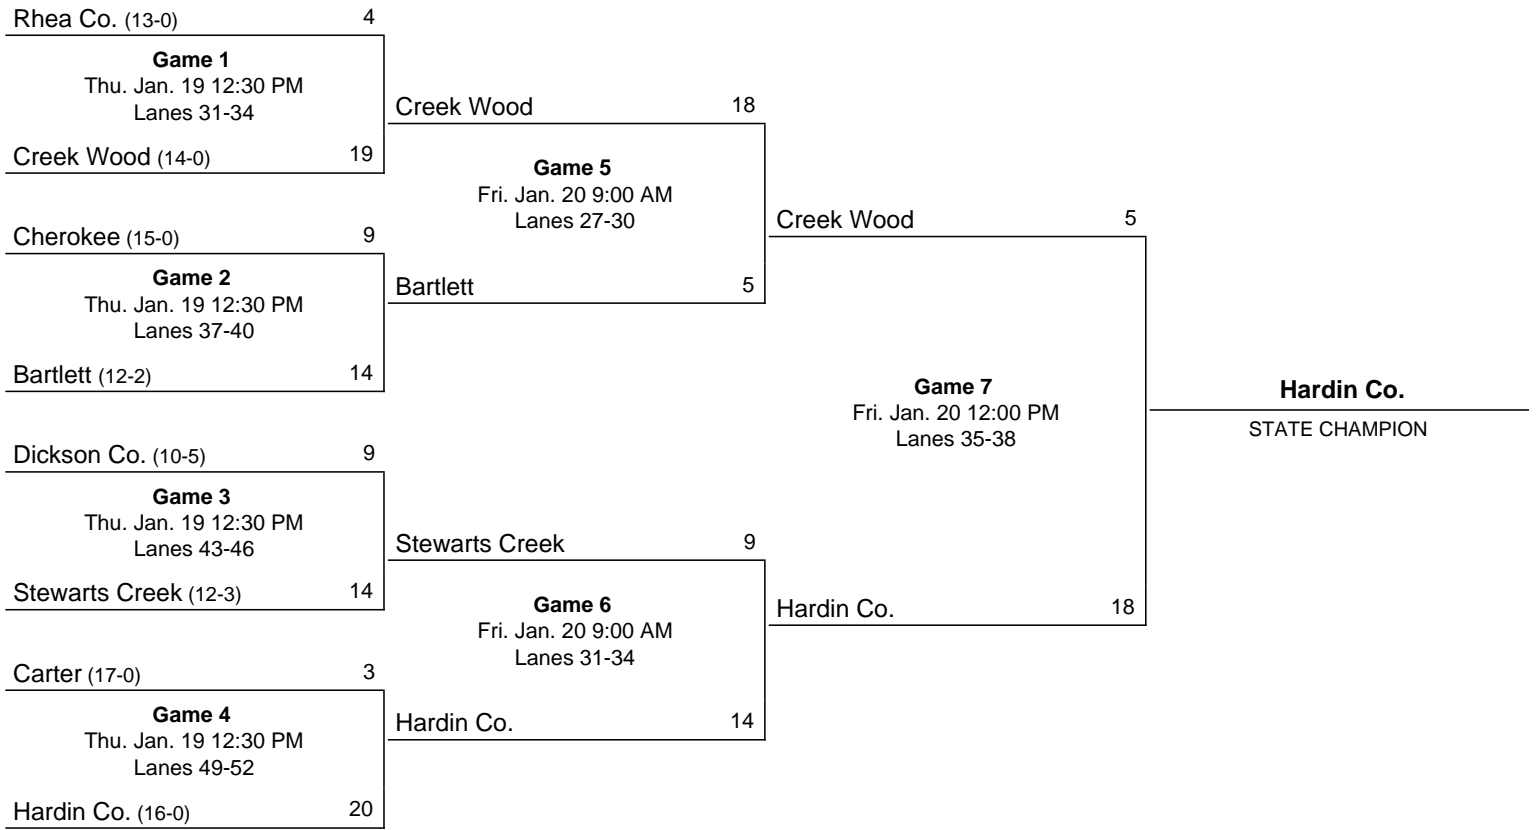 Rhea Co. (13-0) 4
Game 1
Thu. Jan. 19 12:30 PM
Lanes 31-34
Creek Wood (14-0) 19
Cherokee (15-0) 9
Game 2
Thu. Jan. 19 12:30 PM
Lanes 37-40
Bartlett (12-2) 14
Dickson Co. (10-5) 9
Game 3
Thu. Jan. 19 12:30 PM
Lanes 43-46
Stewarts Creek (12-3) 14
Carter (17-0) 3
Game 4
Thu. Jan. 19 12:30 PM
Lanes 49-52
Hardin Co. (16-0) 20
Creek Wood 18
Game 5
Fri. Jan. 20 9:00 AM
Lanes 27-30
Bartlett 5
Stewarts Creek 9
Game 6
Fri. Jan. 20 9:00 AM
Lanes 31-34
Hardin Co. 14
Creek Wood 5
Game 7
Fri. Jan. 20 12:00 PM
Lanes 35-38
Hardin Co. 18
Hardin Co.
STATE CHAMPION